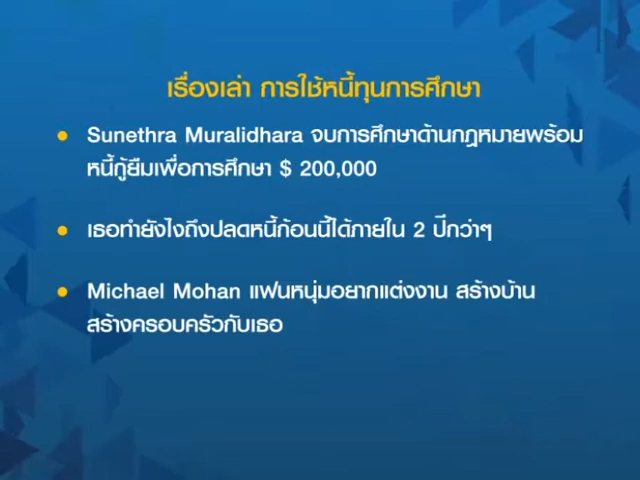 เรื่องเล่า การใช้หนี้ทุนการศึกษา
Sunethra Muralidhara จบการศึกษาด้านกฎหมายพร้อม
หนี้กู้ยืมเพื่อการศึกษา $ 200,000
เธอทำยังไงถึงปลดหนี้ก้อนนี้ได้ภายใน 2 ปีกว่าๆ
Michael Mohan แฟนหนุ่มอยากแต่งงาน สร้างบ้าน
สร้างครอบครัวกับเธอ